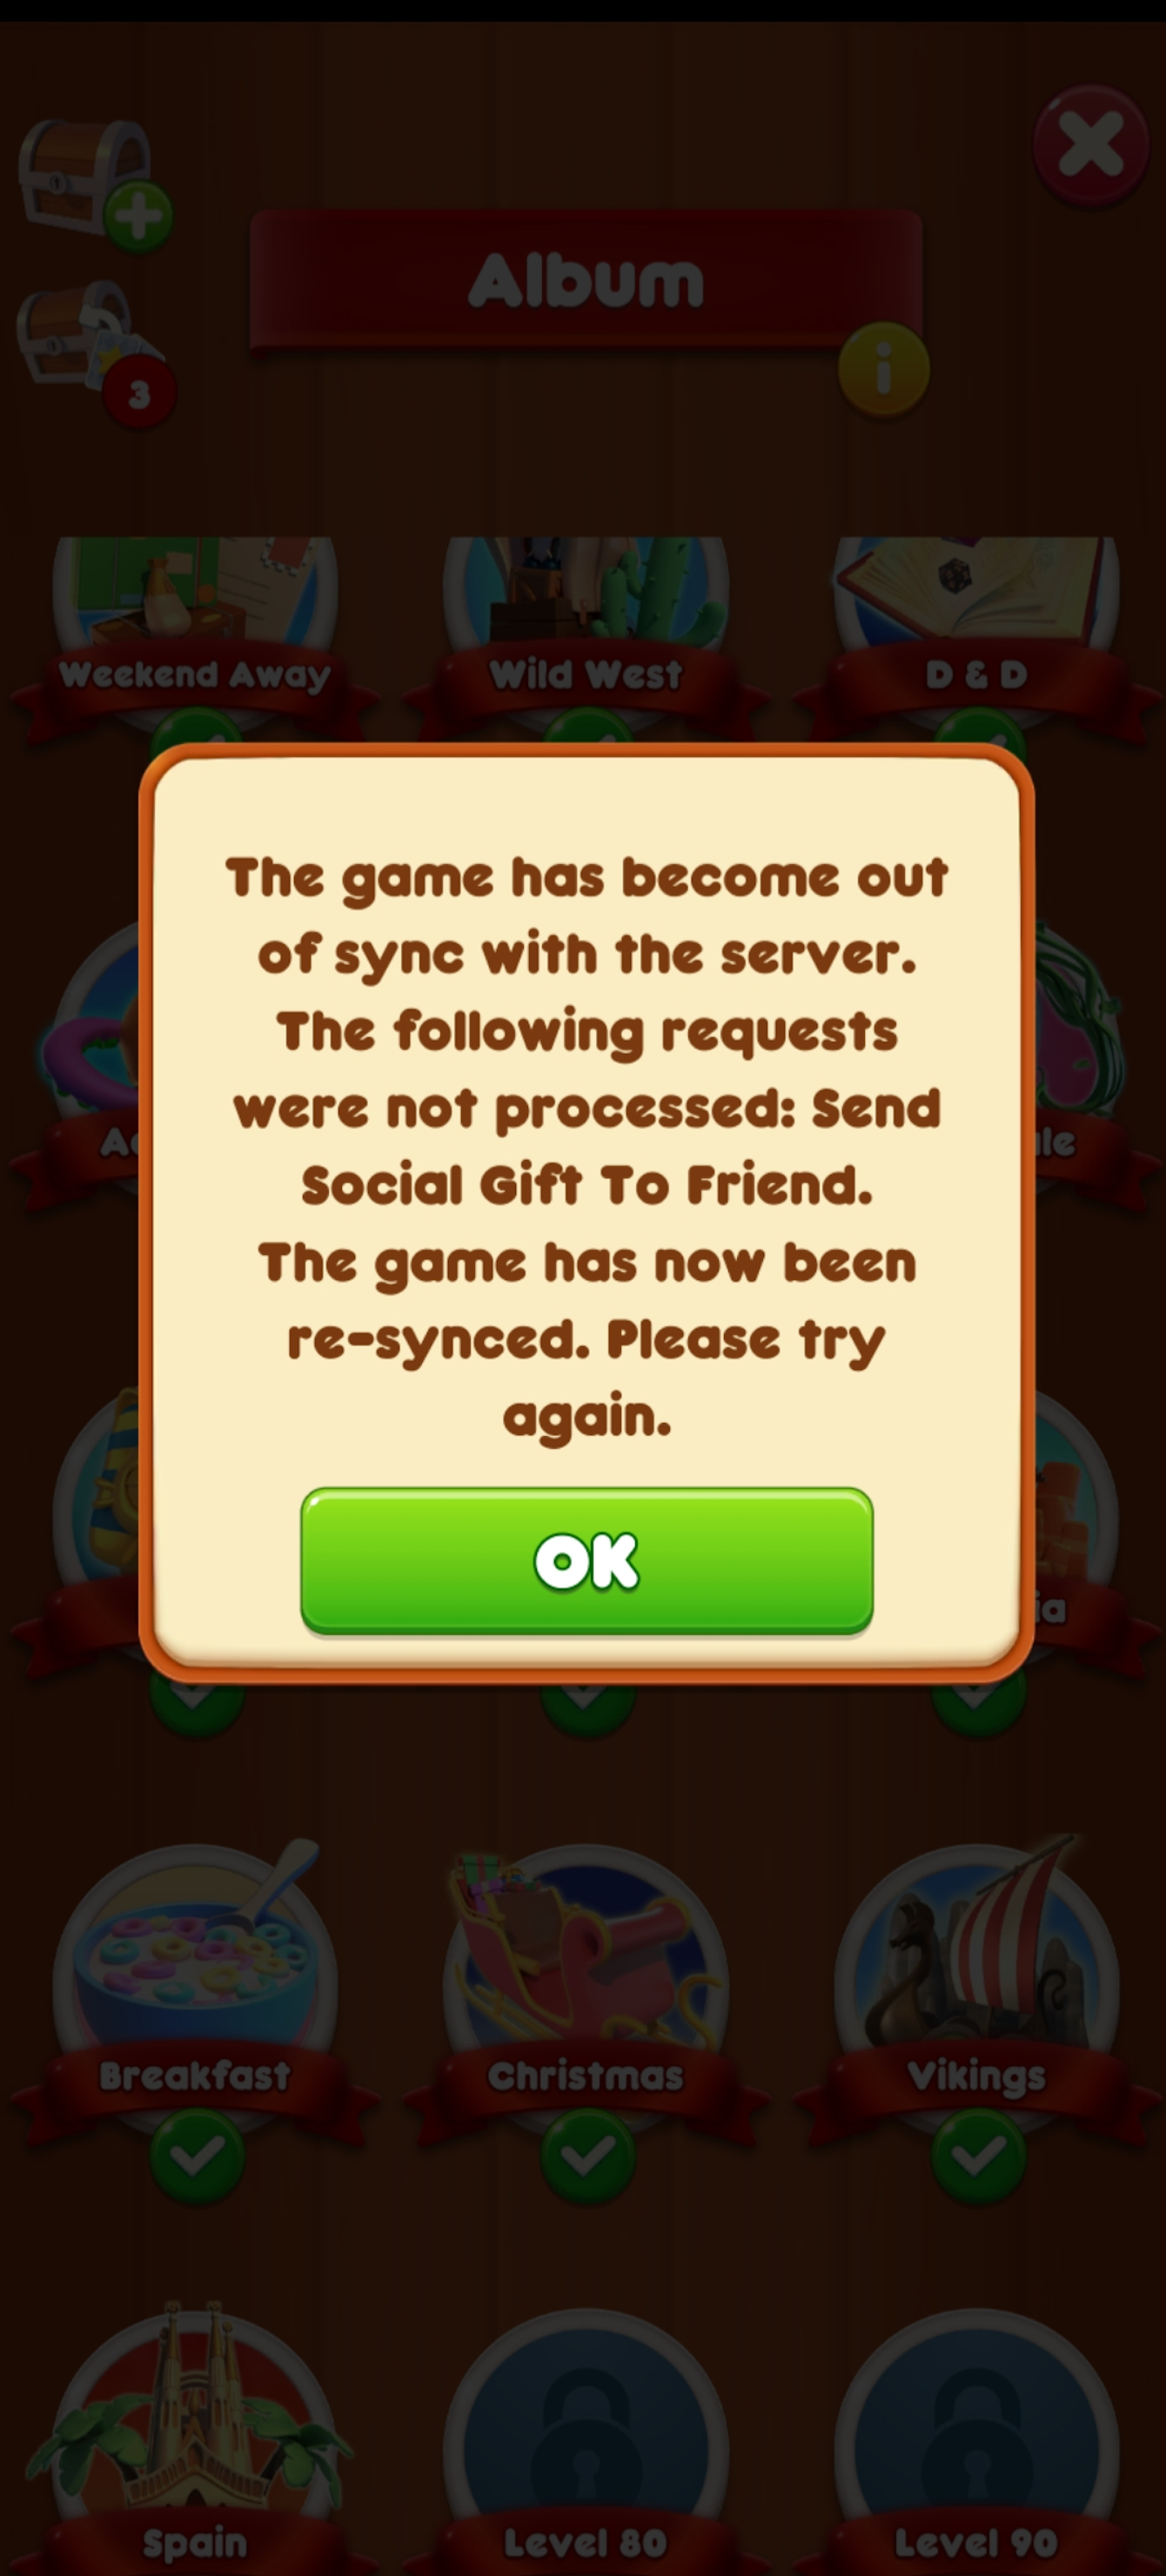 Album
3
i
Weekend Away
Wild West
D & D
The game has become out
of sync with the server.
The following requests
were not processed: Send
Social Gift To Friend.
The game has now been
re-synced. Please try
again.
OK
Breakfast
Christmas
Vikings
Spain
Level 80
Level 90